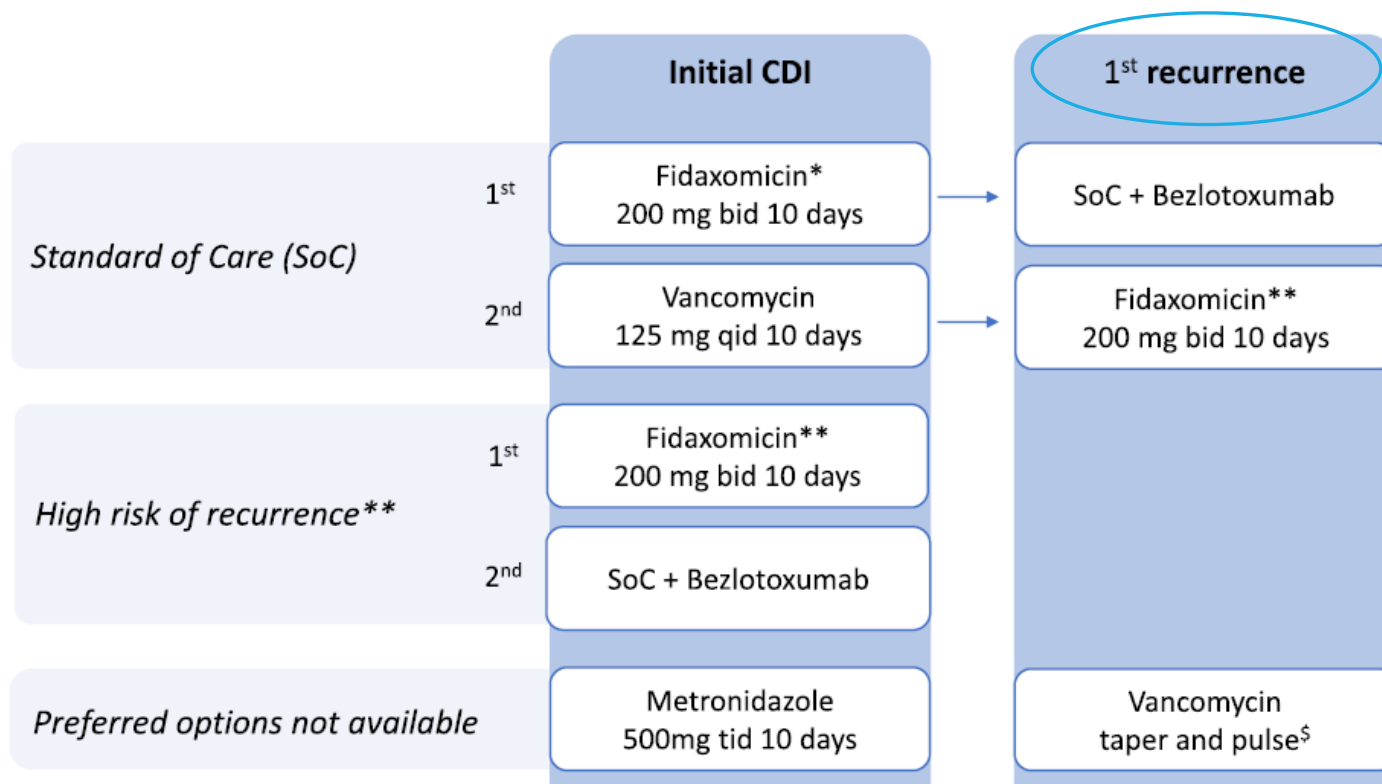 Initial CDI
1st recurrence
Standard of Care (SoC)
1st
Fidaxomicin*
200 mg bid 10 days
SoC + Bezlotoxumab
2nd
Vancomycin
125 mg qid 10 days
Fidaxomicin**
200 mg bid 10 days
High risk of recurrence**
1st
Fidaxomicin**
200 mg bid 10 days
2nd
SoC + Bezlotoxumab
Preferred options not available
Metronidazole
500mg tid 10 days
Vancomycin
taper and pulse$